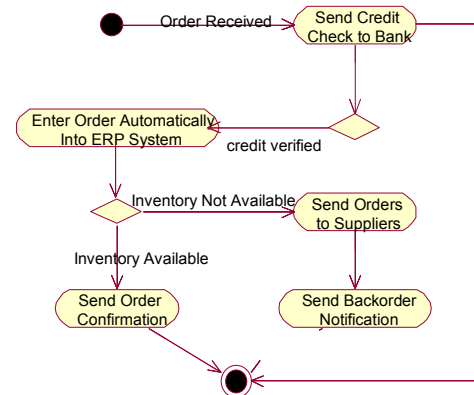 Order Received
Send Credit
Check to Bank
Enter Order Automatically
Into ERP System
credit verified
Inventory Not Available
Send Orders
to Suppliers
Inventory Available
Send Order
Confirmation
Send Backorder
Notification